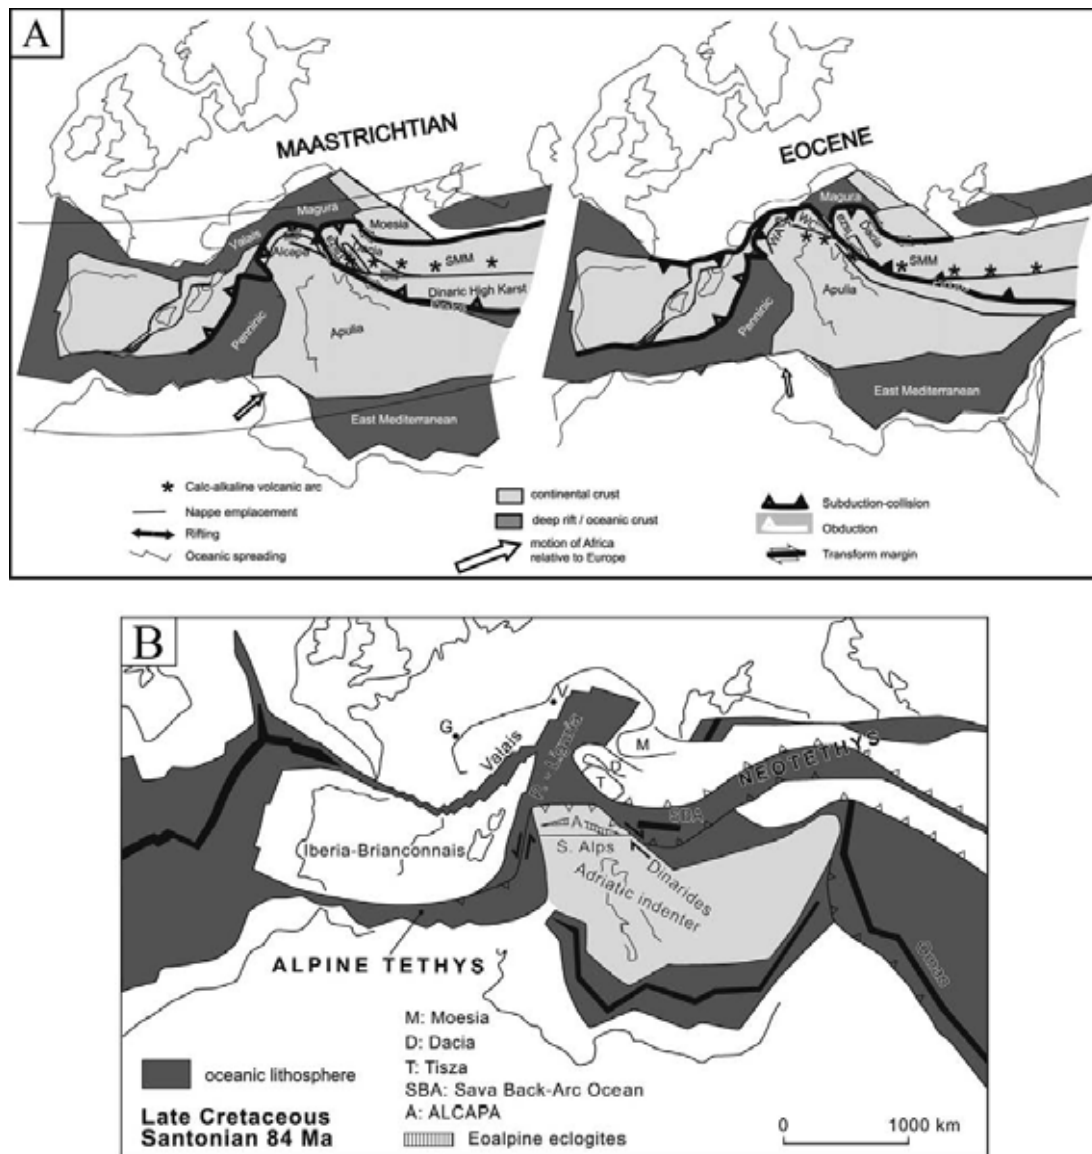 A
MAASTRICHTIAN
EOCENE
Magura
Moesia
Valais
Alcapa
Dacia
SMM
Dinaric High Karst
Penninic
Apulia
East Mediterranean
Magura
Dacia
SMM
Apulia
Penninic
East Mediterranean
Calc-alkaline volcanic arc
Nappe emplacement
Rifting
Oceanic spreading
continental crust
deep rift / oceanic crust
motion of Africa
relative to Europe
Subduction-collision
Obduction
Transform margin
B
V
G
Valais
P. - Liguria
M
D
T
NEOTETHYS
SBA
A
Iberia-Brianconnais
S. Alps
Dinarides
Adriatic indenter
ALPINE TETHYS
Oman
M: Moesia
D: Dacia
T: Tisza
SBA: Sava Back-Arc Ocean
A: ALCAPA
Eoalpine eclogites
oceanic lithosphere
Late Cretaceous
Santonian 84 Ma
0 1000 km